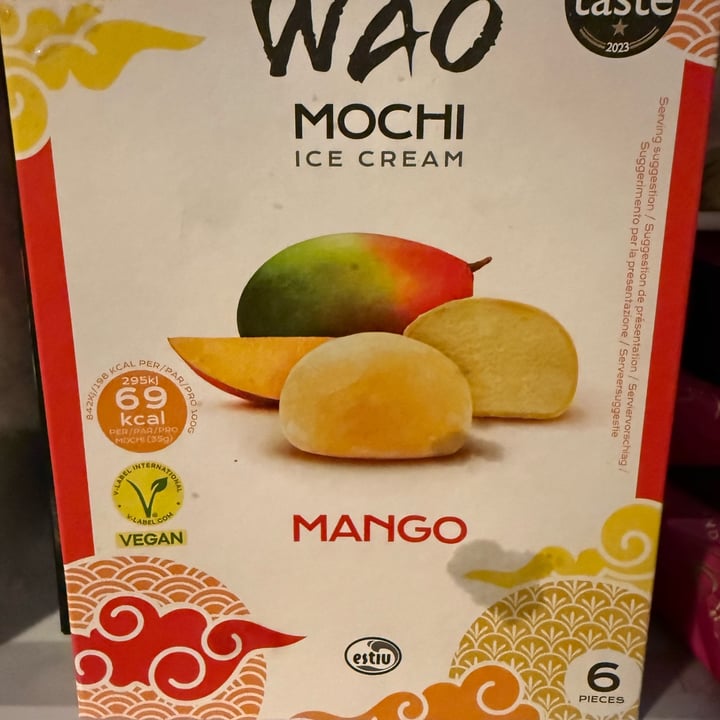 WAO
taste
2023
MOCHI
ICE CREAM
Serving suggestion / Suggestion de présentation / Serviervorschlag /
Suggerimento per la presentazione / Serveersuggestie
842KJ/198 KCAL PER/PAR/PRO 100G
295kJ
69
kcal
PER/PAR/PRO
MOCHI (35g)
V-LABEL INTERNATIONAL
V-LABEL.COM
VEGAN
MANGO
estiu
6
PIECES